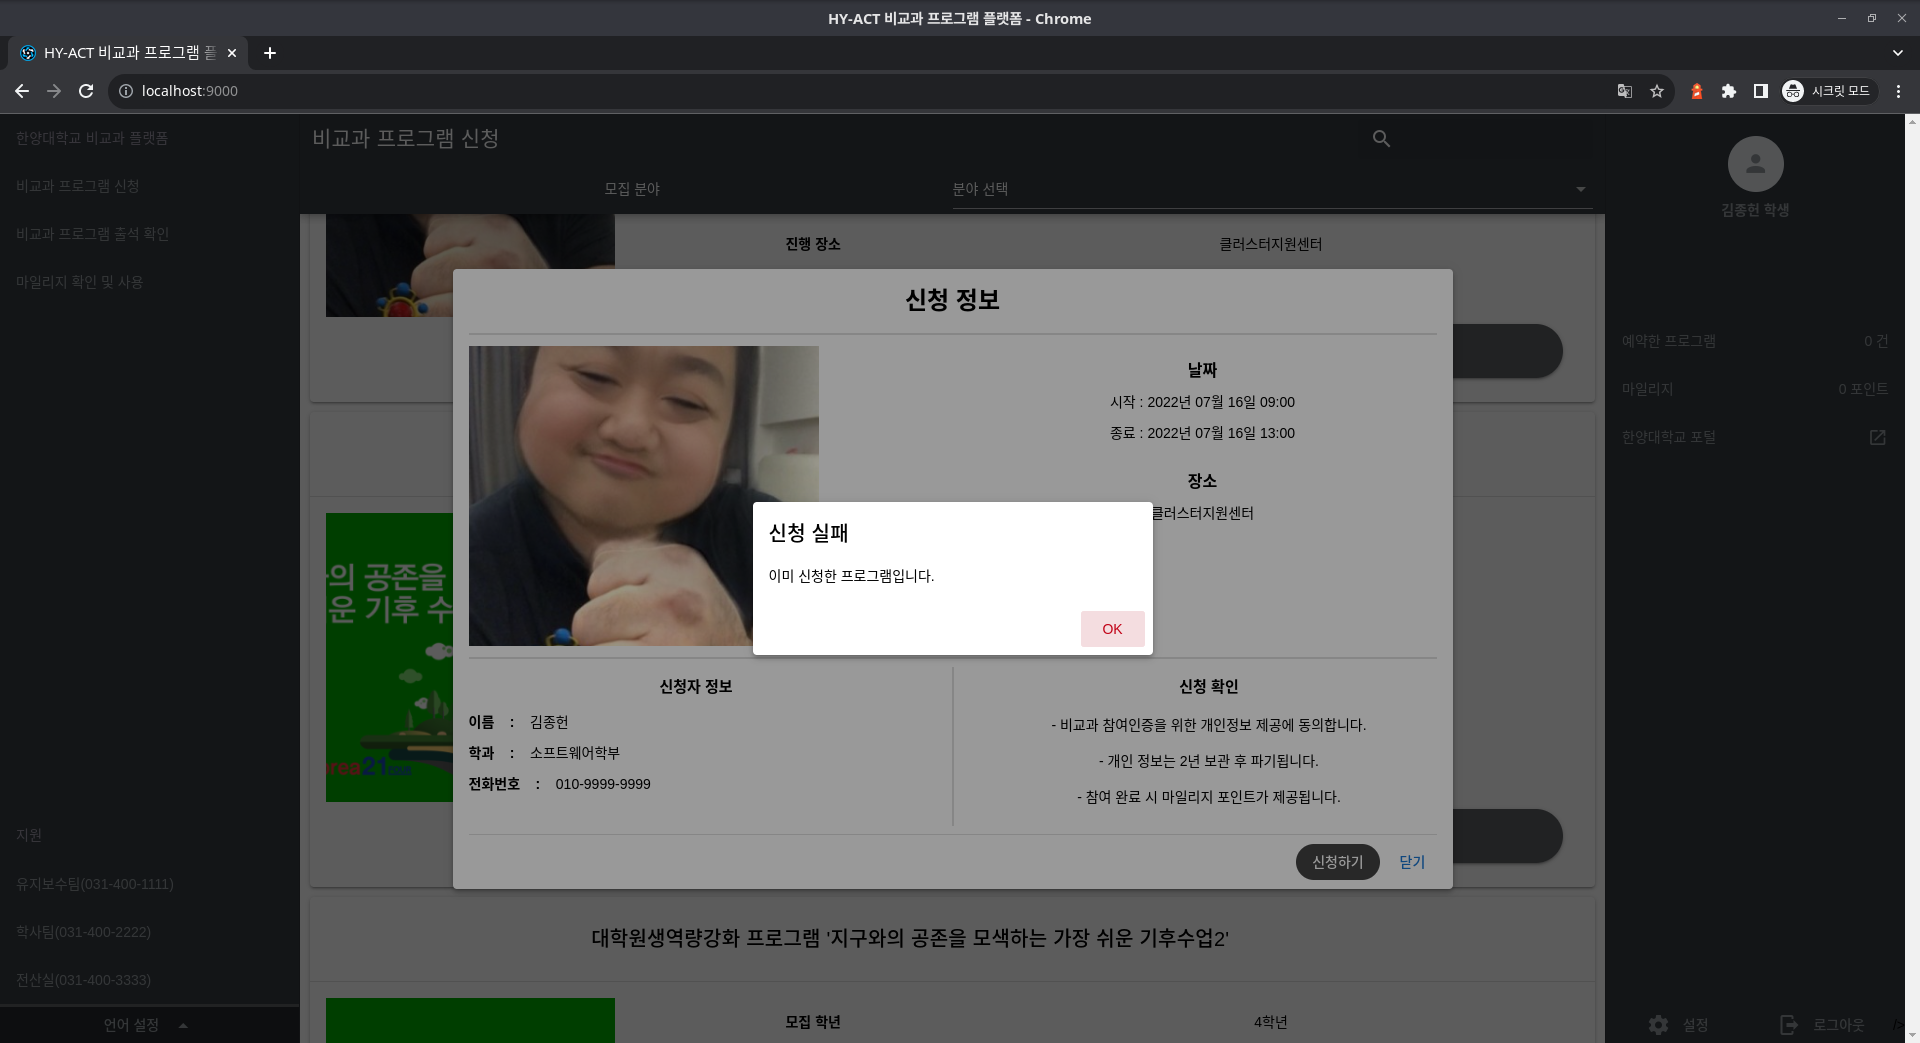 HY-ACT 비교과 프로그램 플랫폼 - Chrome
HY-ACT 비교과 프로그램 플
localhost:9000
시크릿 모드
한양대학교 비교과 플랫폼
비교과 프로그램 신청
비교과 프로그램 출석 확인
마일리지 확인 및 사용
지원
유지보수팀(031-400-1111)
학사팀(031-400-2222)
전산실(031-400-3333)
언어 설정
비교과 프로그램 신청
모집 분야
분야 선택
진행 장소
클러스터지원센터
신청 정보
날짜
시작 : 2022년 07월 16일 09:00
종료 : 2022년 07월 16일 13:00
장소
클러스터지원센터
신청 실패
이미 신청한 프로그램입니다.
OK
신청자 정보
이름 : 김종헌
학과 : 소프트웨어학부
전화번호 : 010-9999-9999
신청 확인
- 비교과 참여인증을 위한 개인정보 제공에 동의합니다.
- 개인 정보는 2년 보관 후 파기됩니다.
- 참여 완료 시 마일리지 포인트가 제공됩니다.
신청하기
닫기
의 공존을
운 기후 수
rea21
대학원생역량강화 프로그램 '지구와의 공존을 모색하는 가장 쉬운 기후수업2'
모집 학년
4학년
김종헌 학생
예약한 프로그램
0 건
마일리지
0 포인트
한양대학교 포털
설정
로그아웃
/>